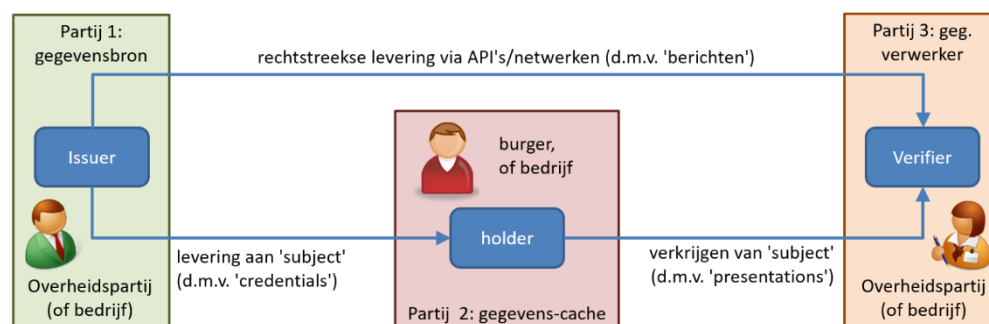 Partij 1:
gegevensbron
Partij 3: geg.
verwerker
rechtstreekse levering via API's/netwerken (d.m.v. 'berichten')
Issuer
burger,
of bedrijf
Verifier
holder
levering aan 'subject'
(d.m.v. 'credentials')
verkrijgen van 'subject'
(d.m.v. 'presentations')
Overheidspartij
(of bedrijf)
Partij 2: gegevens-cache
Overheidspartij
(of bedrijf)